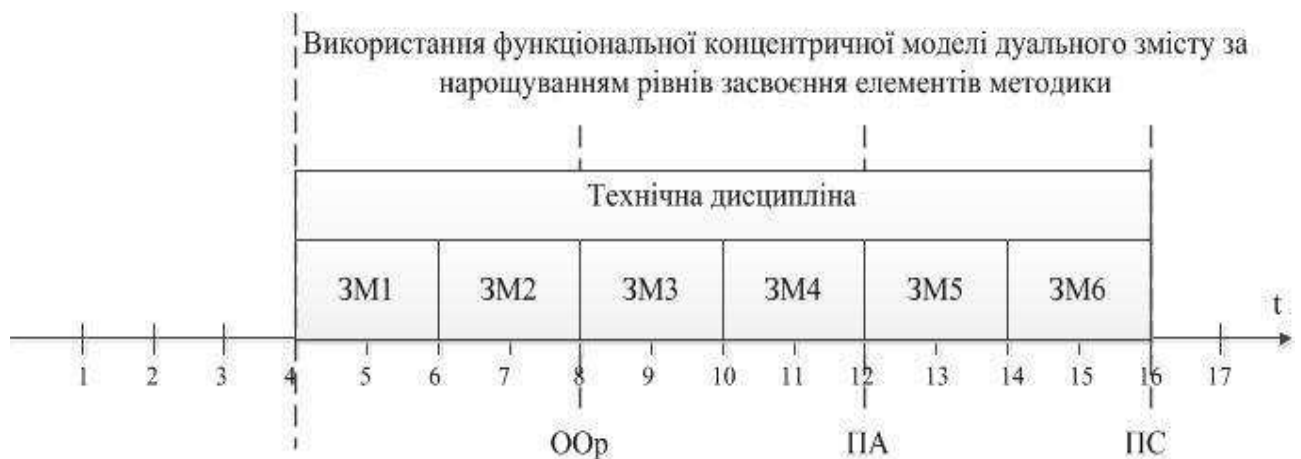 Використання функціональної концентричної моделі дуального змісту за
нарощуванням рівнів засвоєння елементів методики
Технічна дисципліна
ЗМ1 ЗМ2 ЗМ3 ЗМ4 ЗМ5 ЗМ6
t
1 2 3 4 5 6 7 8 9 10 11 12 13 14 15 16 17
ООр ПА ПС